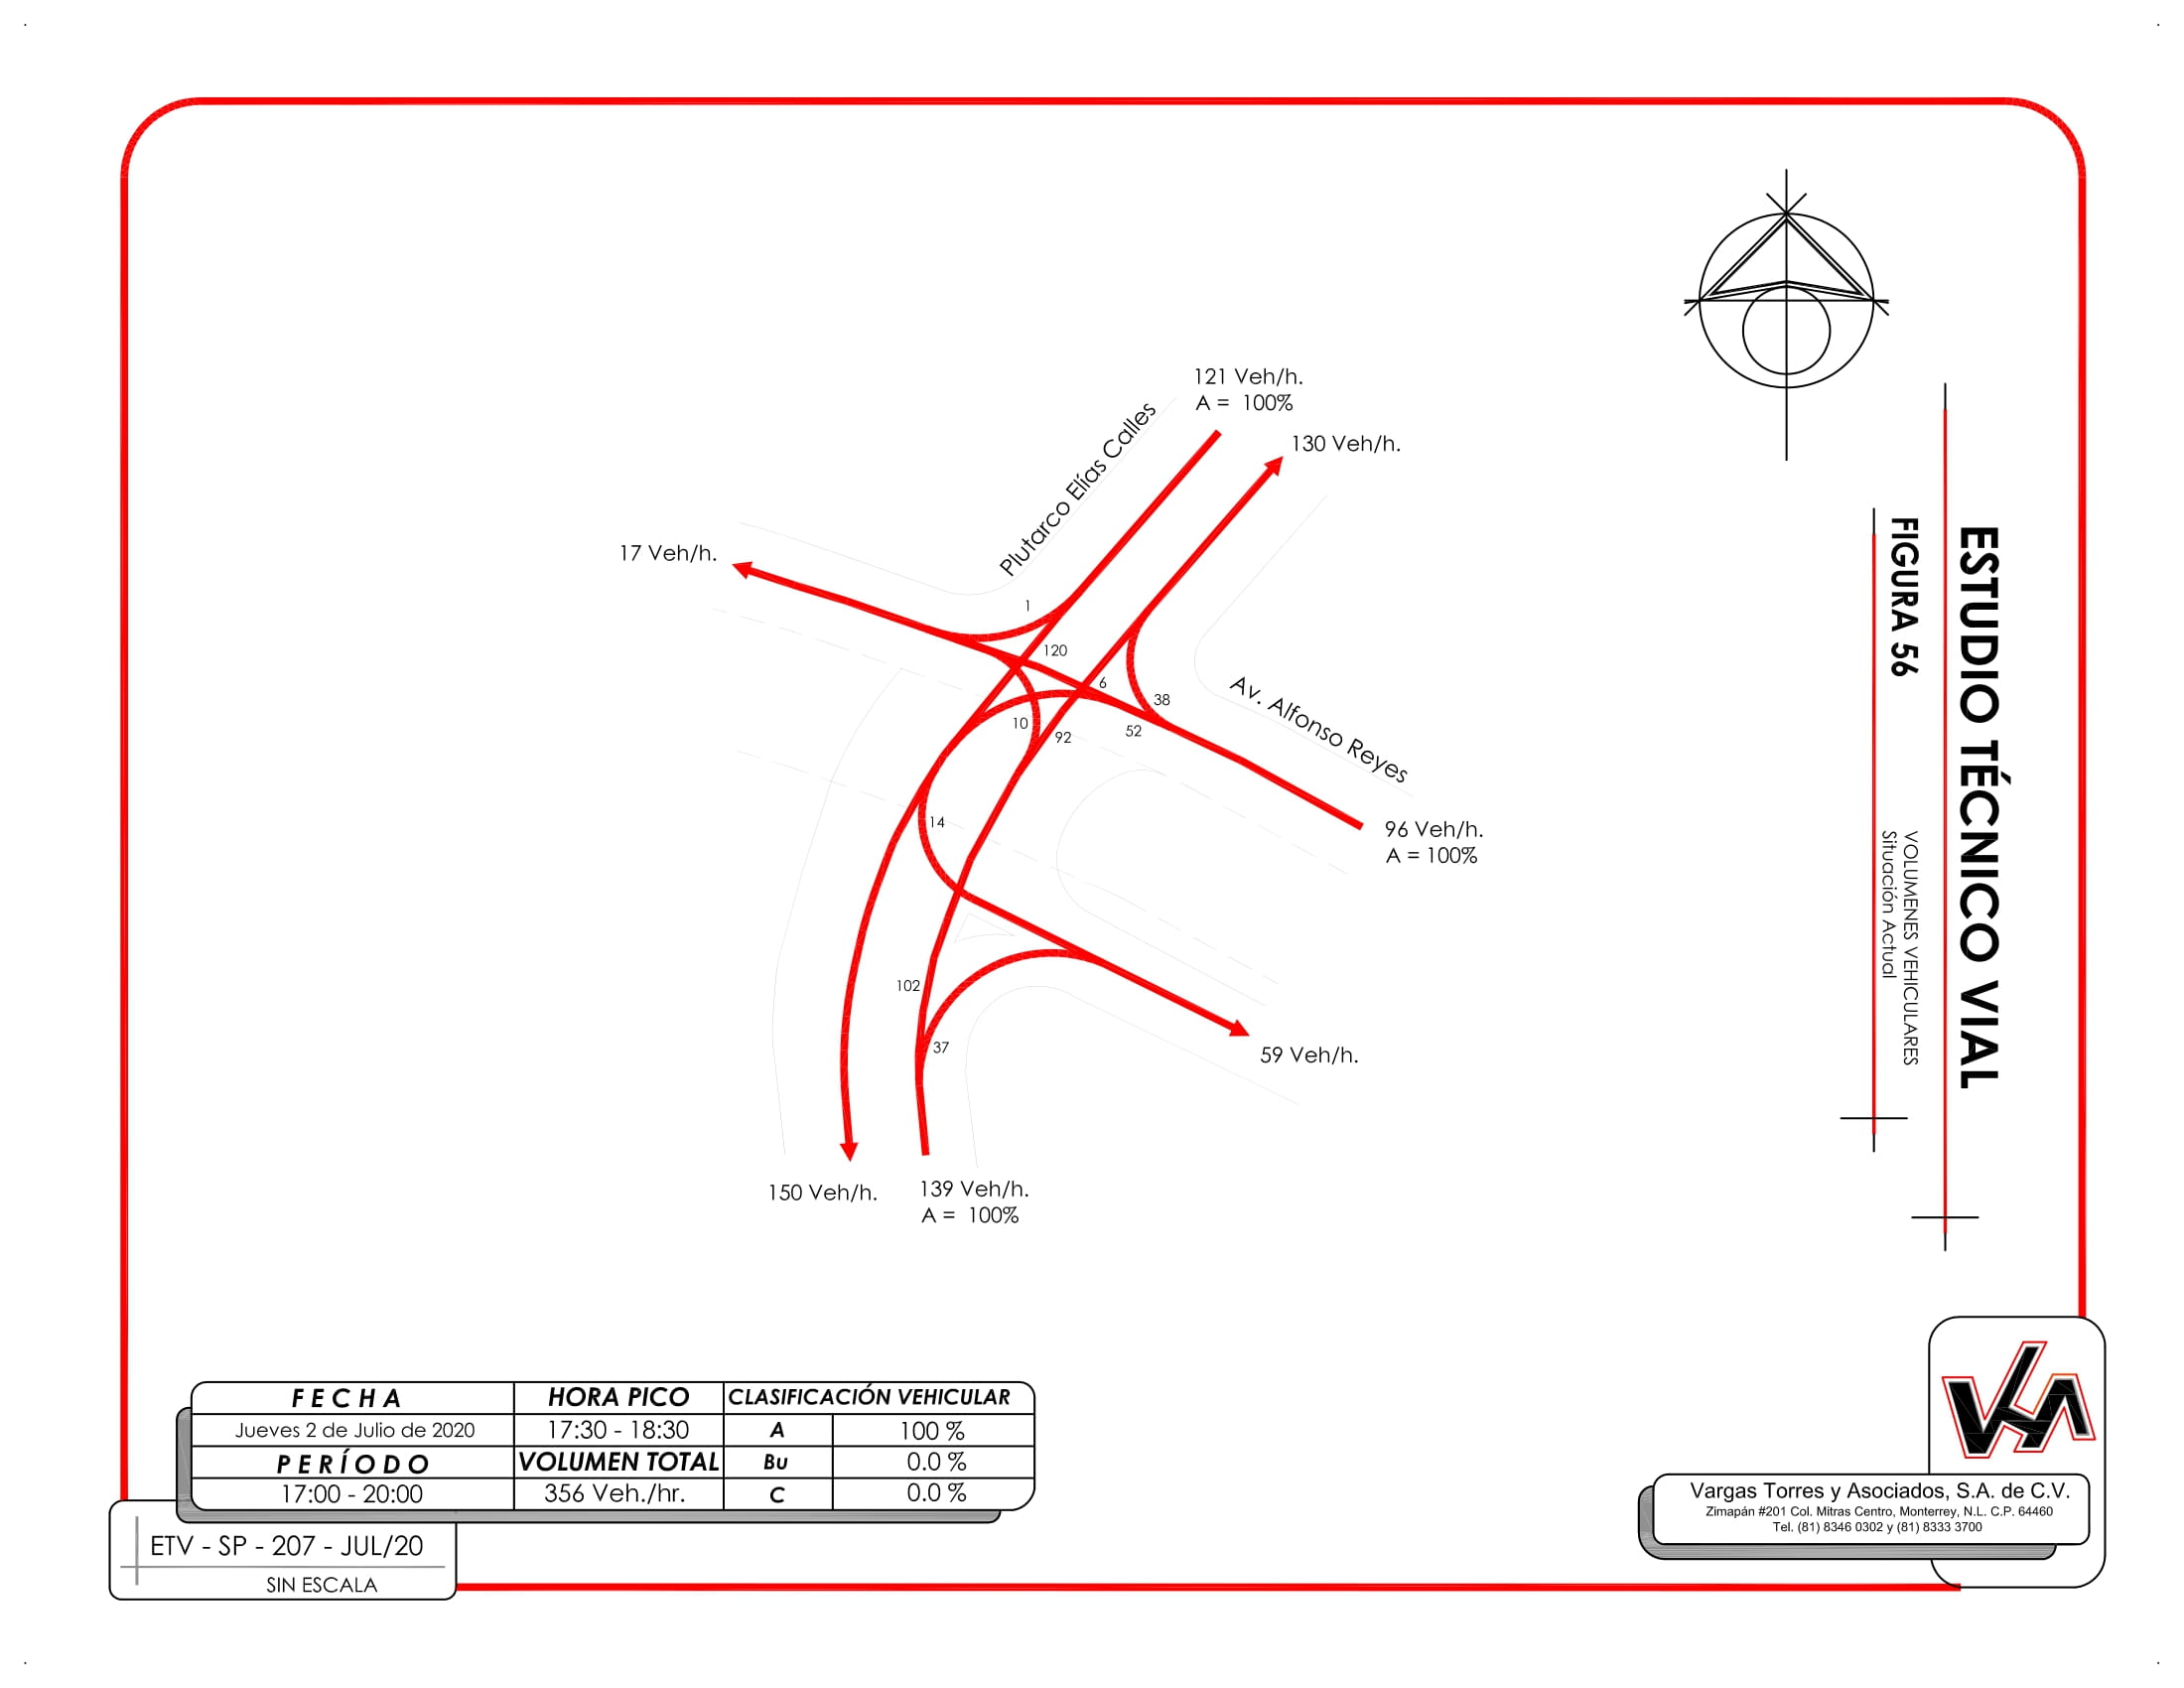 121 Veh/h.
A = 100%
130 Veh/h.
Plutarco Elías Calles
17 Veh/h.
1
120
6
38
10
92
52
Av. Alfonso Reyes
14
96 Veh/h.
A = 100%
102
37
59 Veh/h.
150 Veh/h.
139 Veh/h.
A = 100%
ESTUDIO TÉCNICO VIAL
FIGURA 56
VOLUMENES VEHICULARES
Situación Actual
FECHA
HORA PICO
CLASIFICACIÓN VEHICULAR
Jueves 2 de Julio de 2020
17:30 - 18:30
A
100 %
PERÍODO
VOLUMEN TOTAL
Bu
0.0 %
17:00 - 20:00
356 Veh./hr.
C
0.0 %
ETV - SP - 207 - JUL/20
SIN ESCALA
Vargas Torres y Asociados, S.A. de C.V.
Zimapán #201 Col. Mitras Centro, Monterrey, N.L. C.P. 64460
Tel. (81) 8346 0302 y (81) 8333 3700